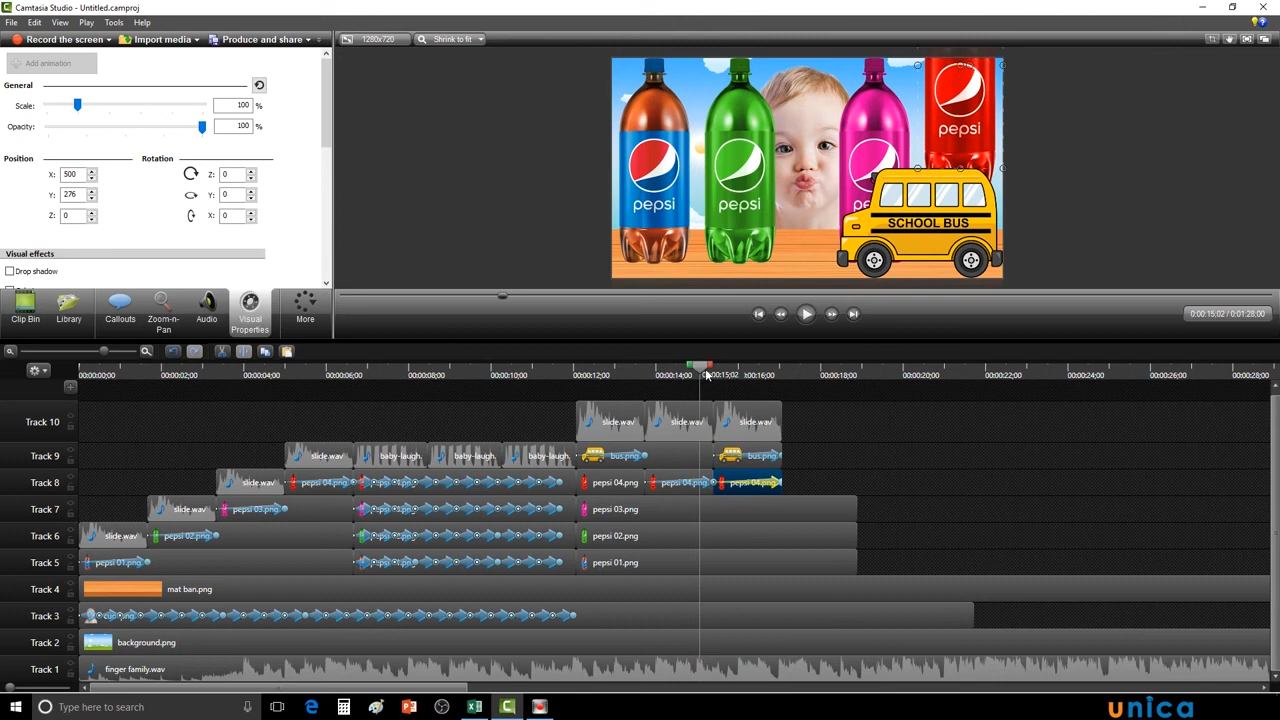 Camtasia Studio - Untitled.camproj
File Edit View Play Tools Help
Record the screen Import media Produce and share
1280x720 Shrink to fit
Add animation
General
Scale: 100 %
Opacity: 100 %
Position Rotation
X: 500 Z: 0
Y: 276 Y: 0
Z: 0 X: 0
Visual effects
Drop shadow
pepsi
pepsi
pepsi
pepsi
SCHOOL BUS
Clip Bin Library Callouts Zoom-n-Pan Audio Visual Properties More
0:00:15;02 / 0:01:28;00
00:00:00;00 00:00:02;00 00:00:04;00 00:00:06;00 00:00:08;00 00:00:10;00 00:00:12;00 00:00:14;00 0:00:15;02 00:00:16;00 00:00:18;00 00:00:20;00 00:00:22;00 00:00:24;00 00:00:26;00 00:00:28;00
Track 10 slide.wav slide.wav slide.wav
Track 9 slide.wav baby-laugh. baby-laugh. baby-laugh. bus.png bus.png
Track 8 slide.wav pepsi 04.png pepsi 04.png pepsi 04.png pepsi 04.png
Track 7 slide.wav pepsi 03.png pepsi 03.png
Track 6 slide.wav pepsi 02.png pepsi 02.png
Track 5 pepsi 01.png pepsi 01.png
Track 4 mat ban.png
Track 3
Track 2 background.png
Track 1 finger family.wav
Type here to search
unica